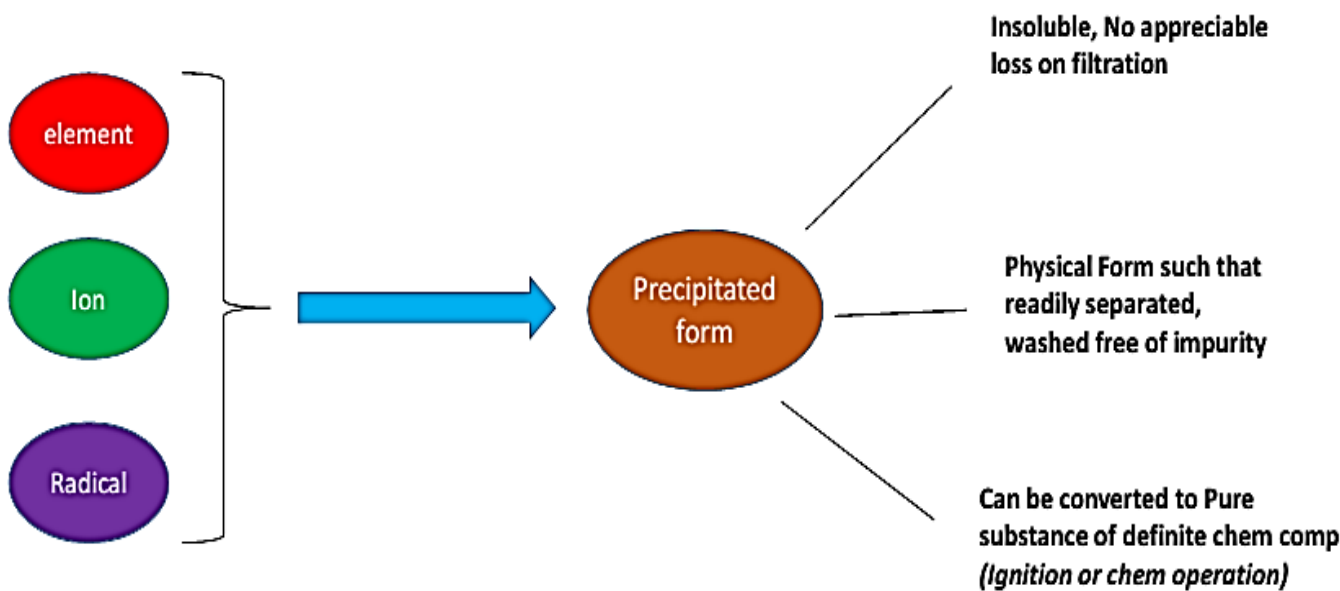 element
Ion
Radical
Precipitated
form
Insoluble, No appreciable
loss on filtration
Physical Form such that
readily separated,
washed free of impurity
Can be converted to Pure
substance of definite chem comp
(Ignition or chem operation)